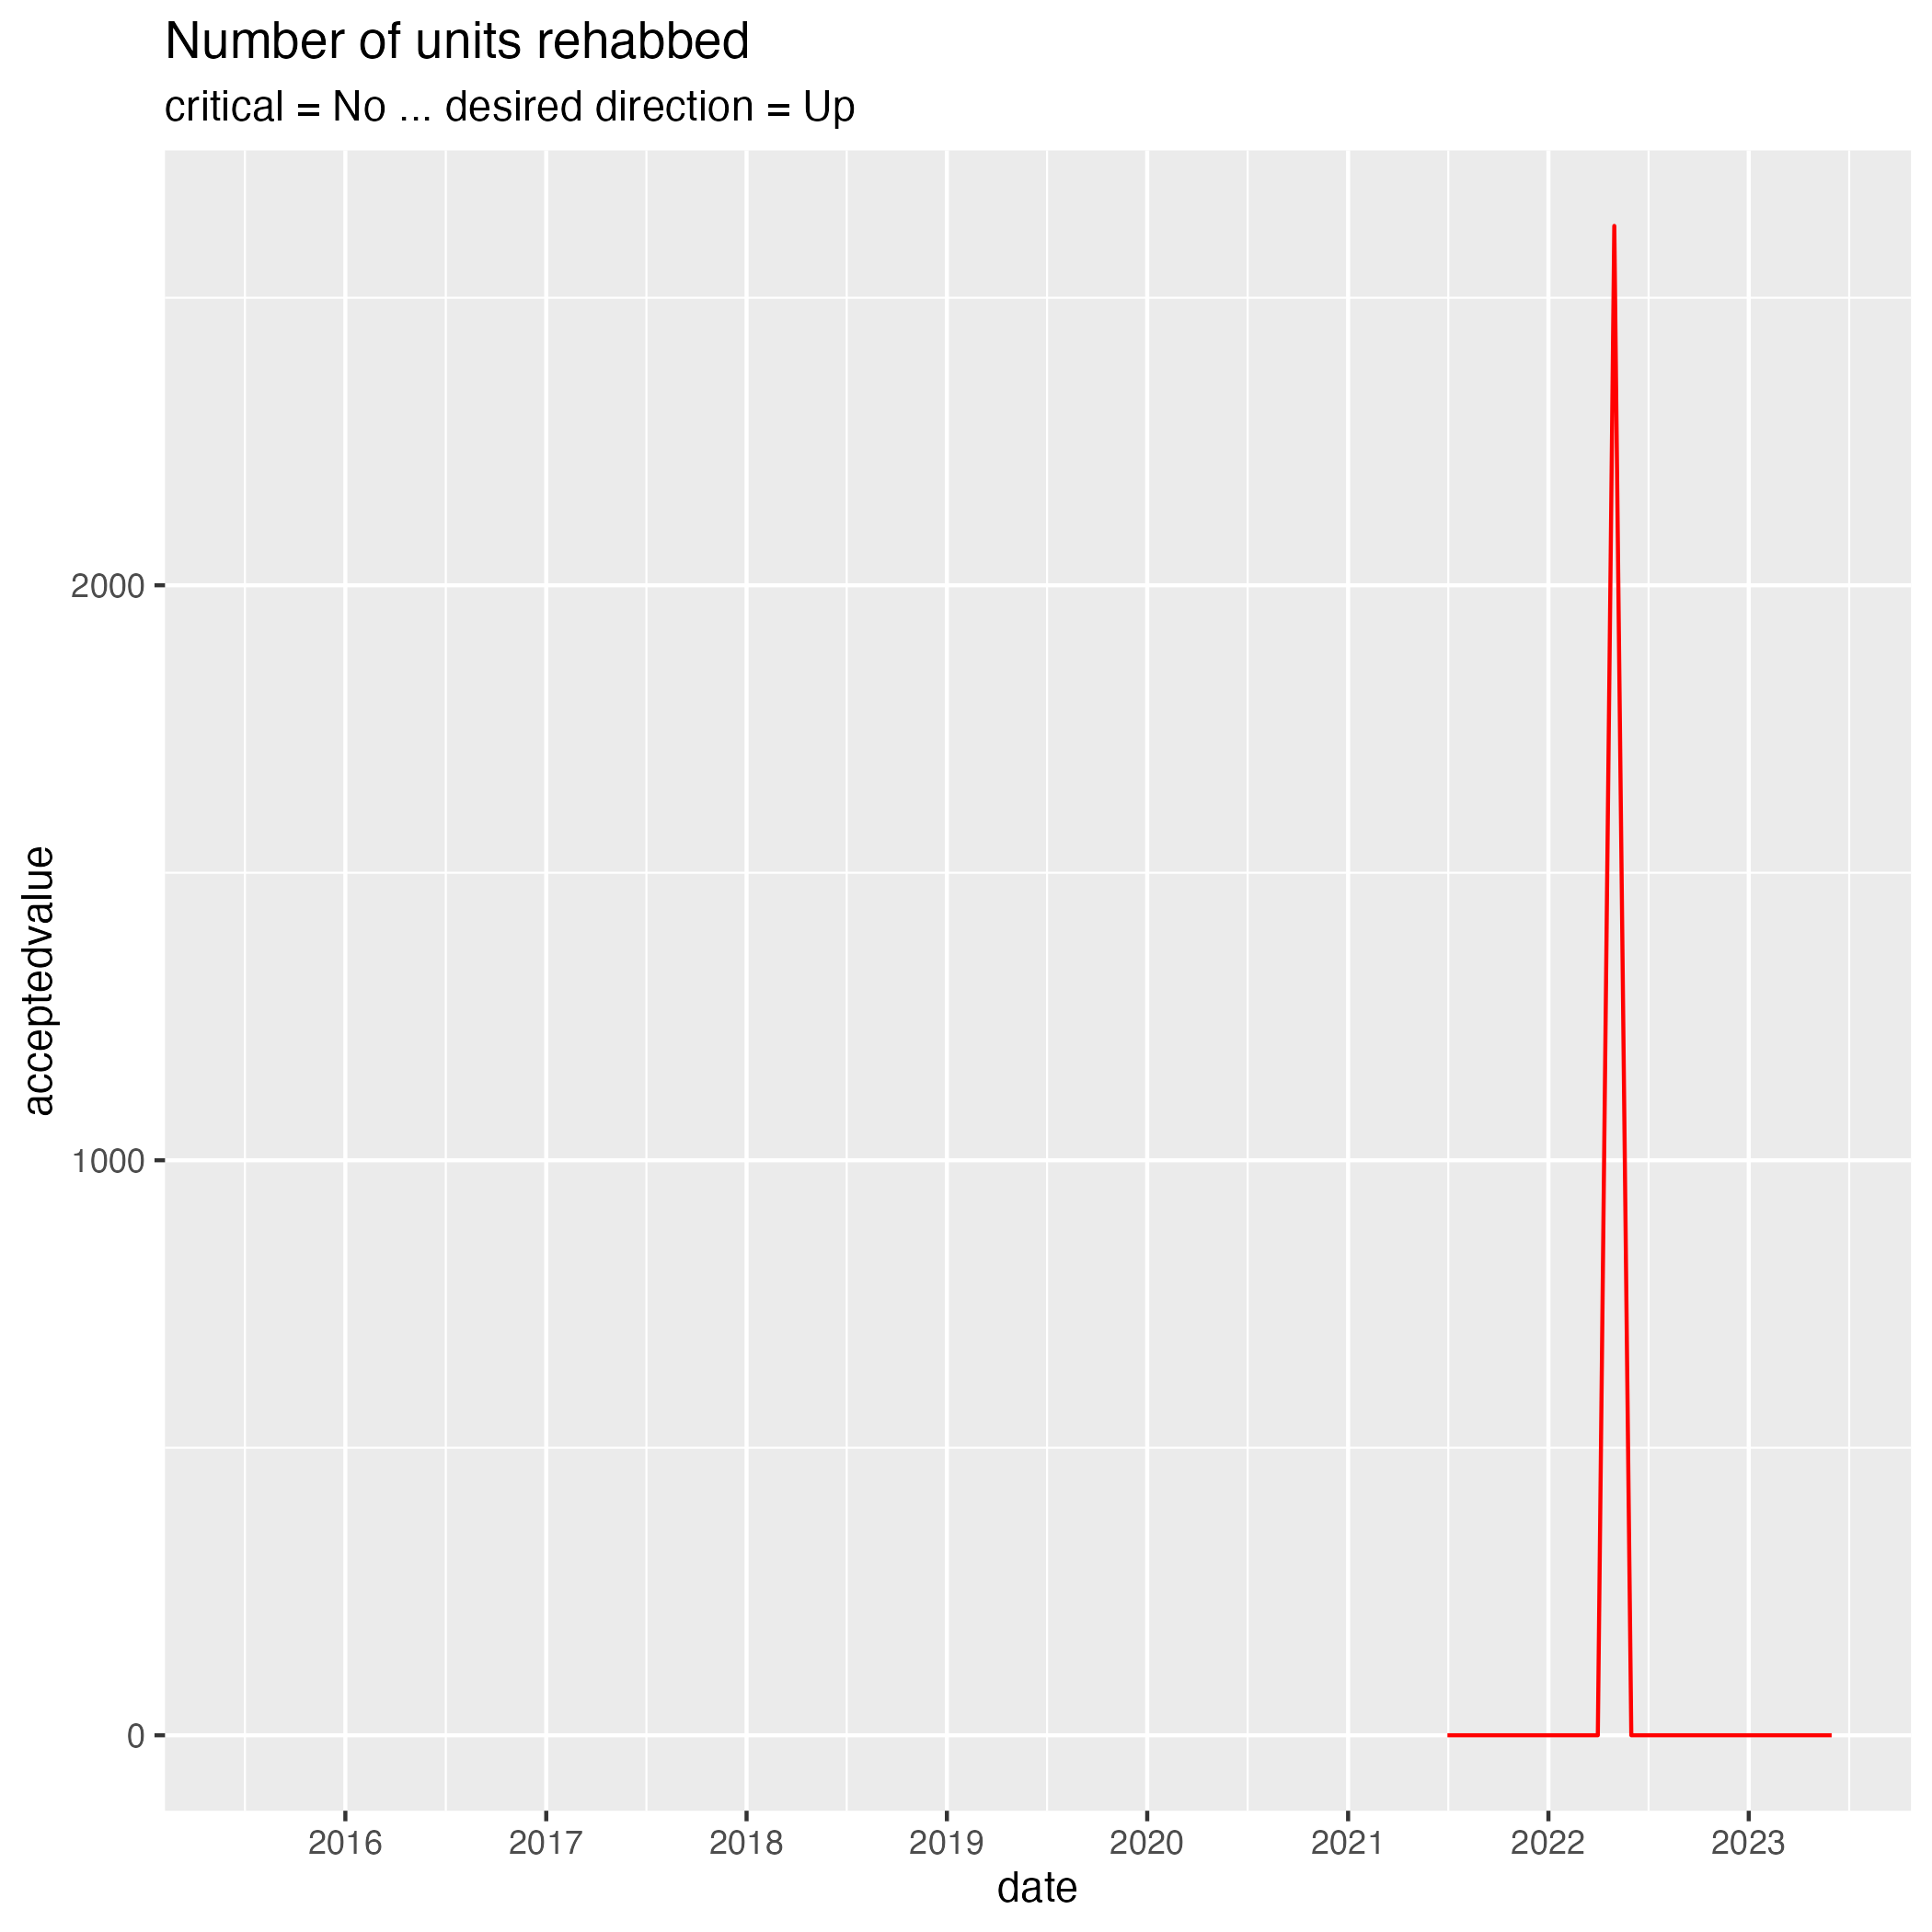 Number of units rehabbed
critical = No ... desired direction = Up
acceptedvalue
2000
1000
0
2016 2017 2018 2019 2020 2021 2022 2023
date